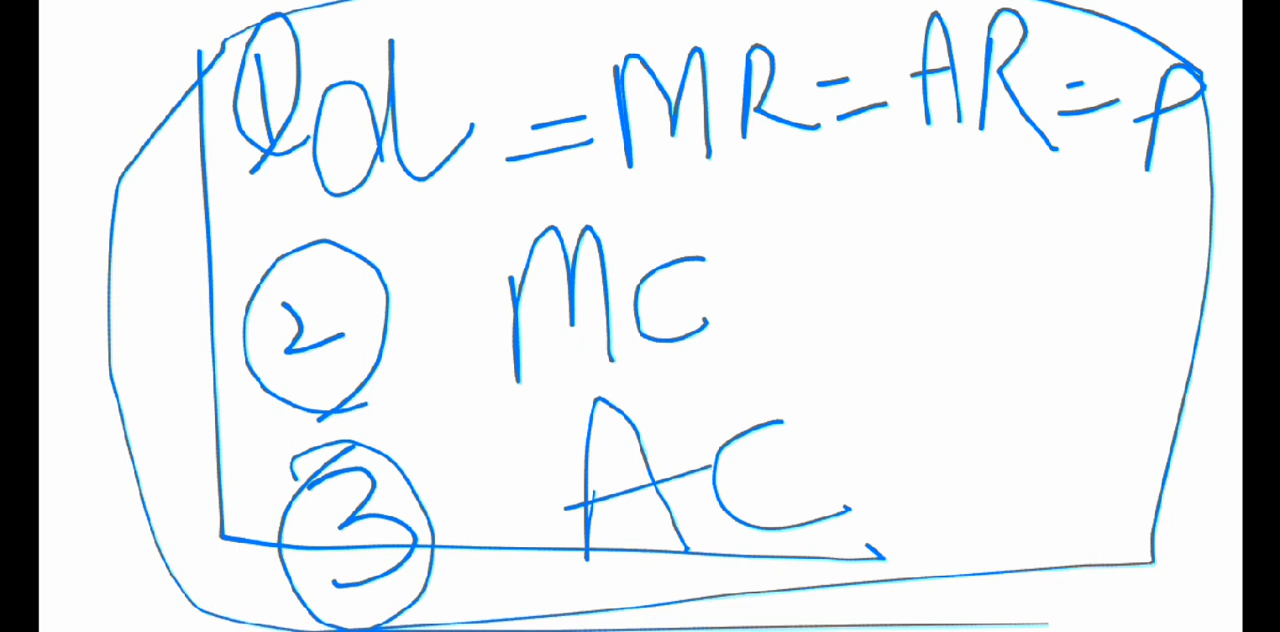 1 d = MR = AR = P
2 MC
3 AC